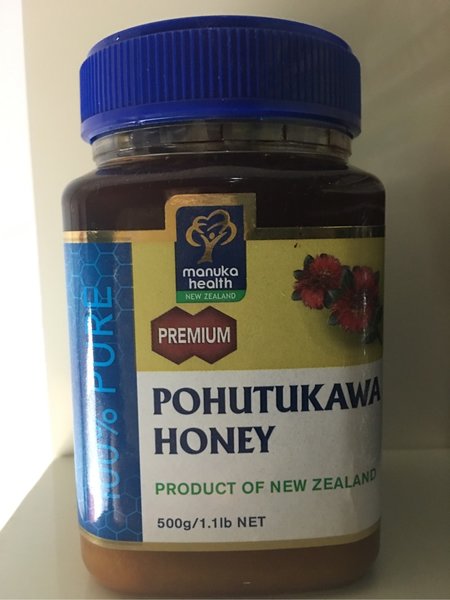 manuka
health
NEW ZEALAND
PREMIUM
100% PURE
POHUTUKAWA
HONEY
PRODUCT OF NEW ZEALAND
500g/1.1lb NET